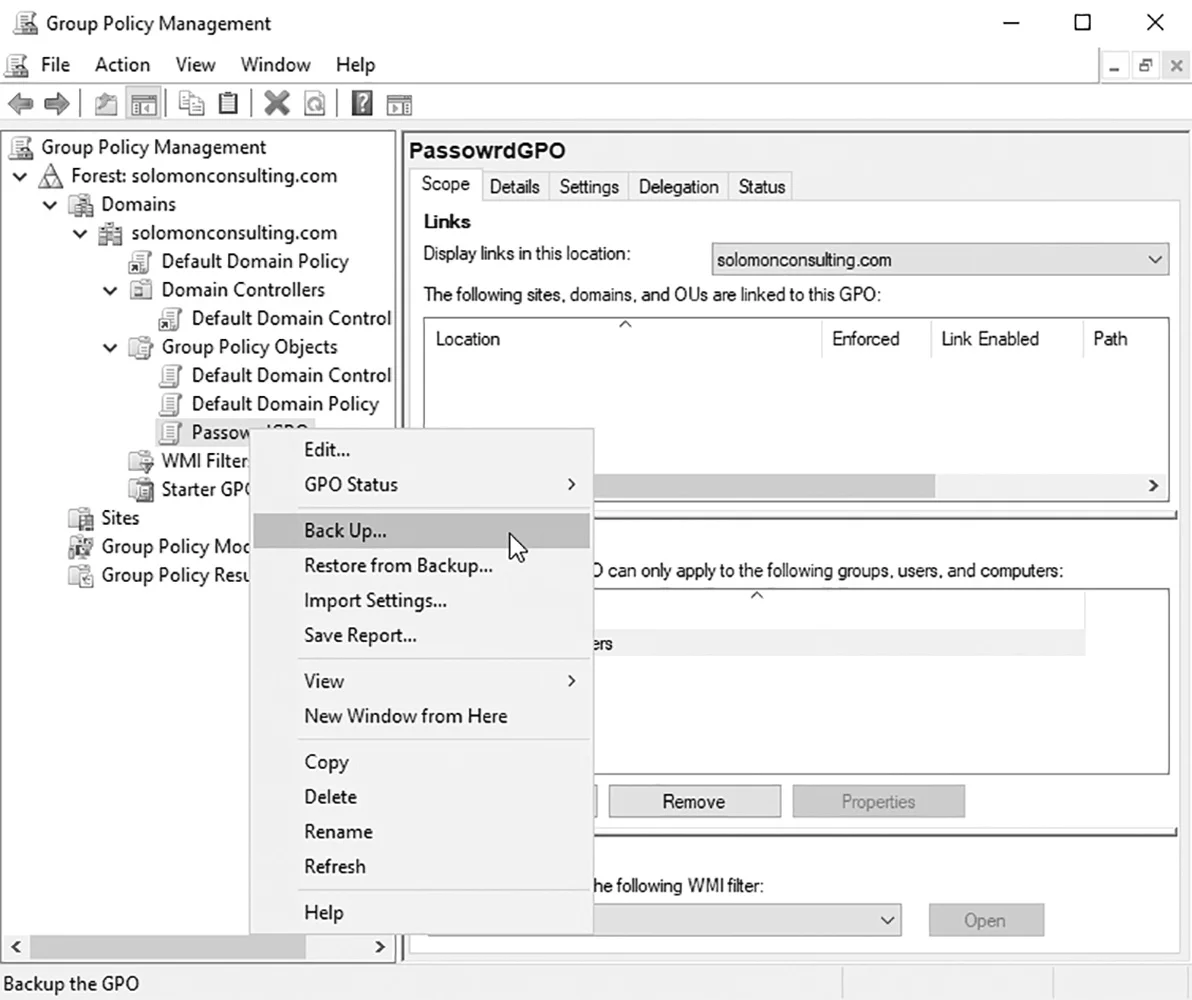 Group Policy Management
File Action View Window Help
Group Policy Management
Forest: solomonconsulting.com
Domains
solomonconsulting.com
Default Domain Policy
Domain Controllers
Default Domain Control
Group Policy Objects
Default Domain Control
Default Domain Policy
PassowrdGPO
WMI Filter
Starter GPO
Sites
Group Policy Mod
Group Policy Resu
Edit...
GPO Status
Back Up...
Restore from Backup...
Import Settings...
Save Report...
View
New Window from Here
Copy
Delete
Rename
Refresh
Help
PassowrdGPO
Scope Details Settings Delegation Status
Links
Display links in this location: solomonconsulting.com
The following sites, domains, and OUs are linked to this GPO:
Location Enforced Link Enabled Path
O can only apply to the following groups, users, and computers:
ers
Remove Properties
he following WMI filter:
Open
Backup the GPO